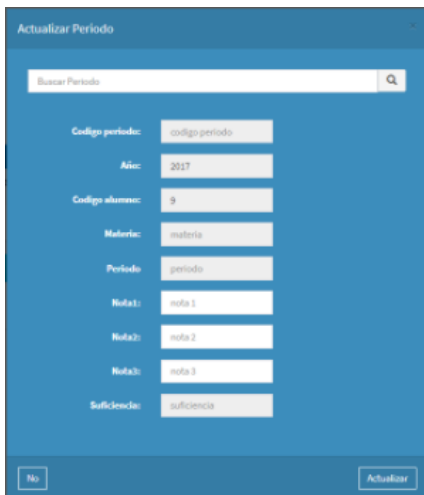 Actualizar Periodo
Buscar Periodo
Codigo periodo: codigo periodo
Año: 2017
Codigo alumno: 9
Materia: materia
Periodo periodo
Nota1: nota 1
Nota2: nota 2
Nota3: nota 3
Suficiencia: suficiencia
No Actualizar